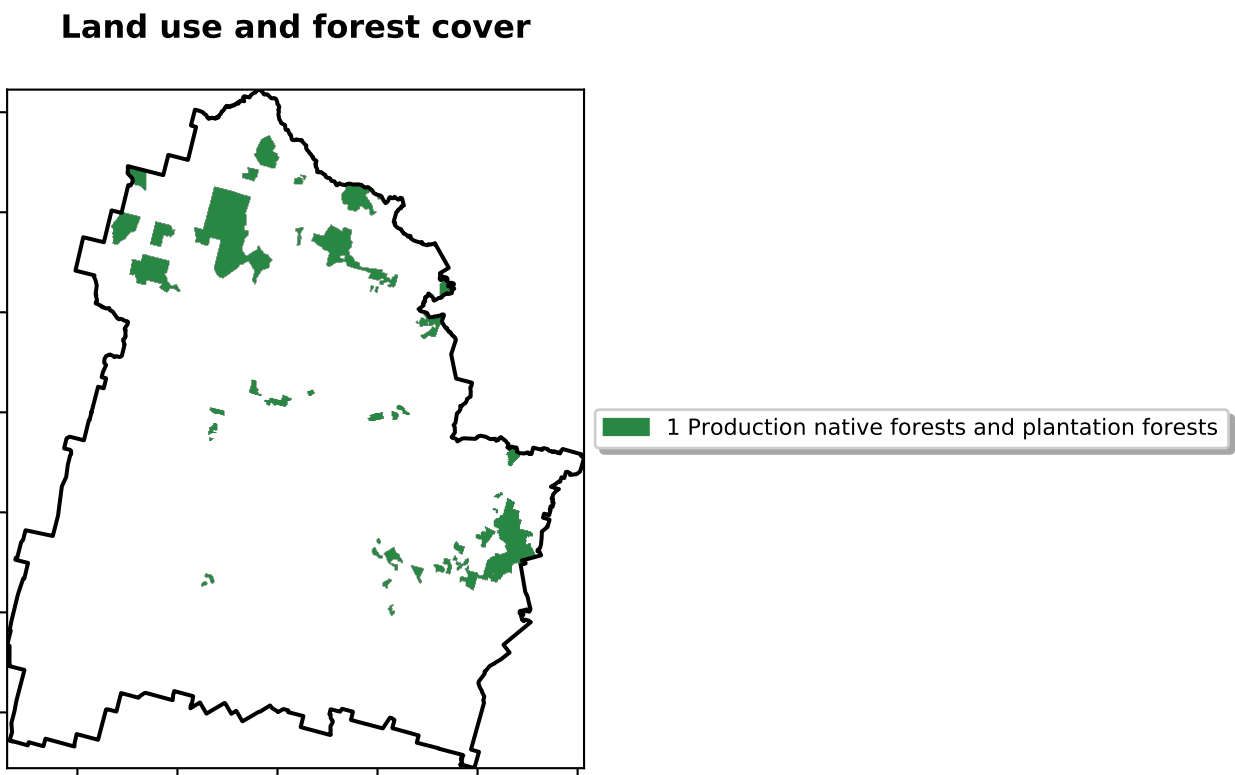 Land use and forest cover
1 Production native forests and plantation forests